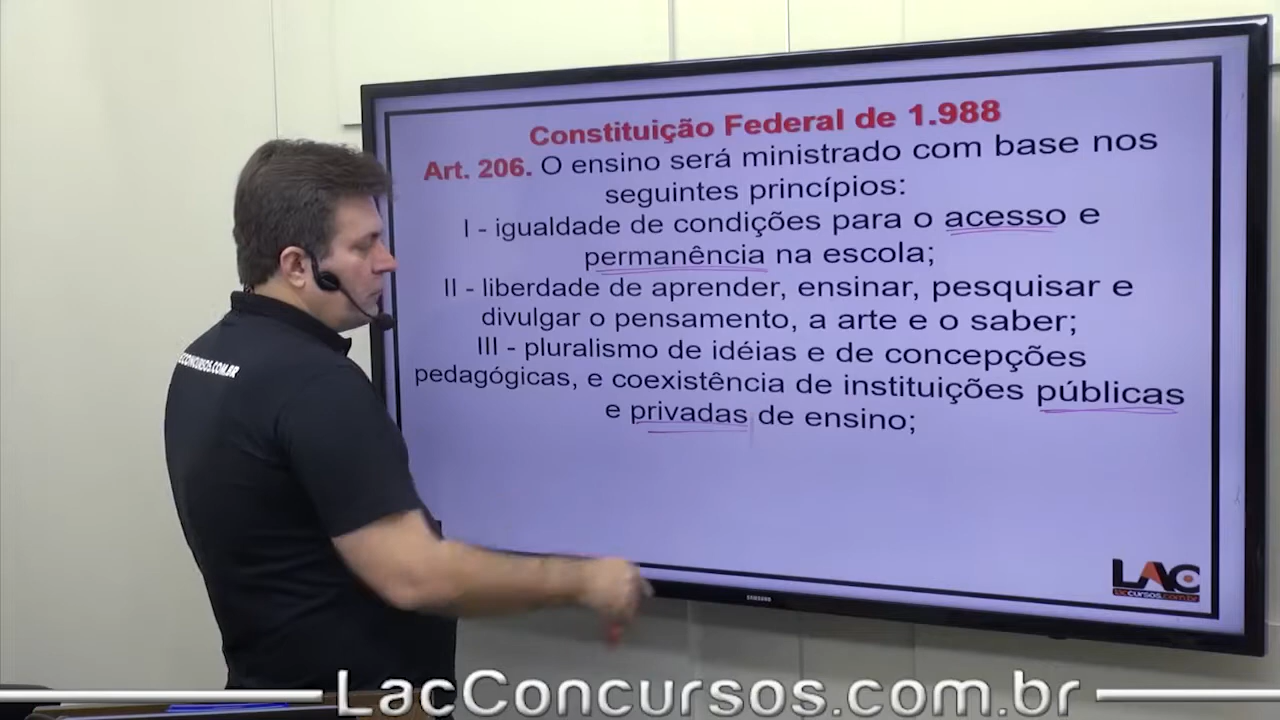 Constituição Federal de 1.988
Art. 206. O ensino será ministrado com base nos
seguintes princípios:
I - igualdade de condições para o acesso e
permanência na escola;
II - liberdade de aprender, ensinar, pesquisar e
divulgar o pensamento, a arte e o saber;
III - pluralismo de idéias e de concepções
pedagógicas, e coexistência de instituições públicas
e privadas de ensino;
CONCURSOS.COM.BR
LAC
SAMSUNG
LacConcursos.com.br